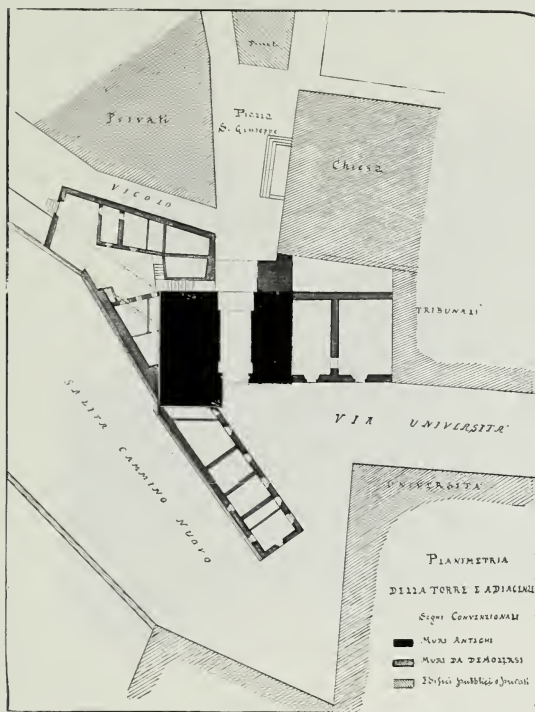 Privati
Privati
Piazza
S. Giuseppe
Chiesa
VICOLO
TRIBUNALI
SALITA CAMMINO NUOVO
VIA UNIVERSITA'
UNIVERSITA'
PLANIMETRIA
DELLA TORRE E ADIACENZE
Segni Convenzionali
MURI ANTICHI
MURI DA DEMOLIRSI
Edifici pubblici o privati